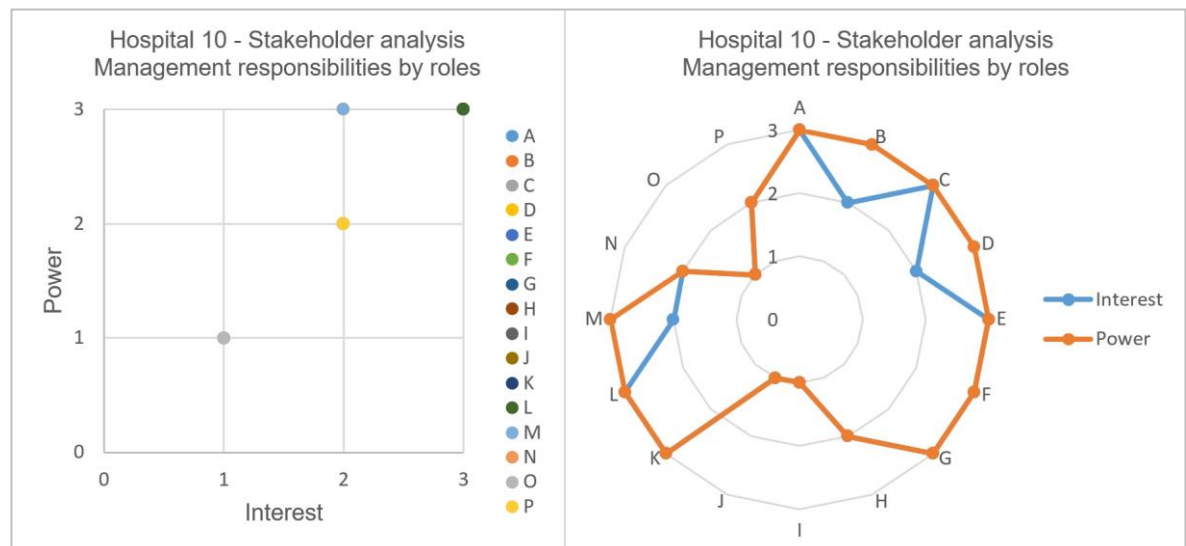 Hospital 10 - Stakeholder analysis
Management responsibilities by roles
3
2
1
0
0
1
2
3
Power
Interest
A
B
C
D
E
F
G
H
I
J
K
L
M
N
O
P
Hospital 10 - Stakeholder analysis
Management responsibilities by roles
A
B
C
D
E
F
G
H
I
J
K
L
M
N
O
P
3
2
1
0
Interest
Power